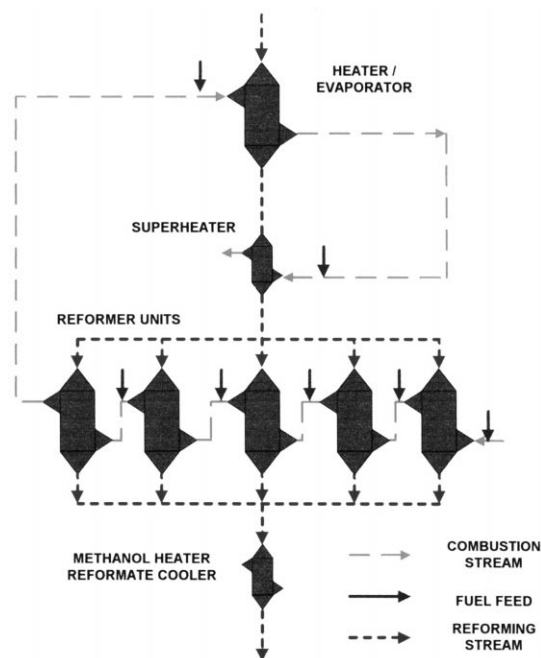 HEATER /
EVAPORATOR
SUPERHEATER
REFORMER UNITS
METHANOL HEATER
REFORMATE COOLER
COMBUSTION
STREAM
FUEL FEED
REFORMING
STREAM